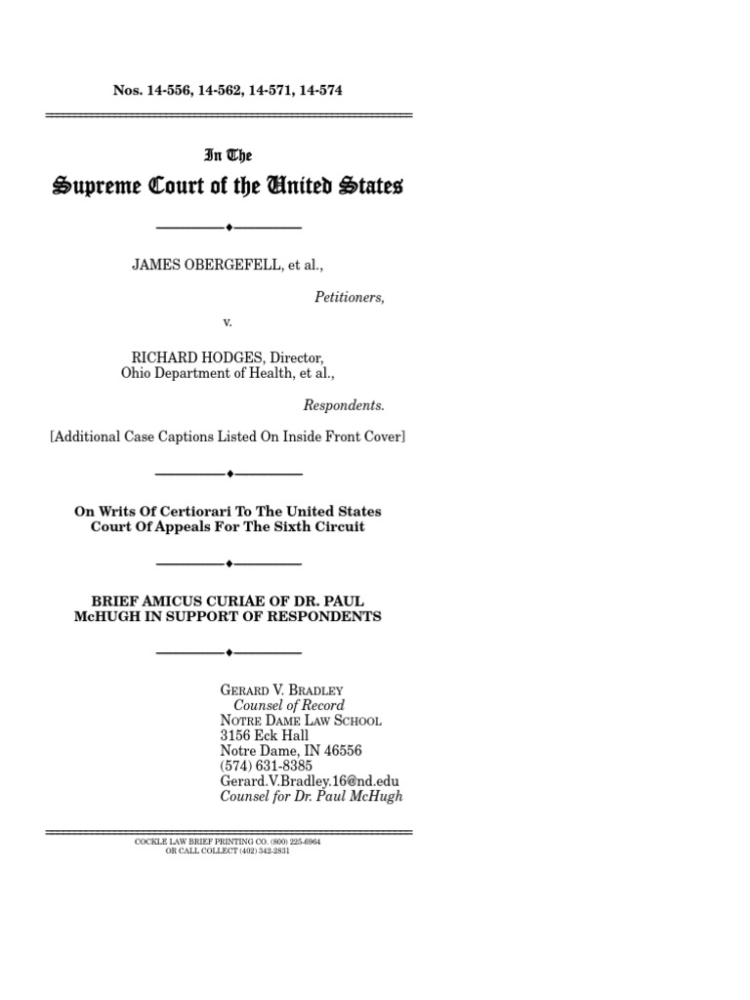 Nos. 14-556, 14-562, 14-571, 14-574
In The
Supreme Court of the United States
JAMES OBERGEFELL, et al.,
Petitioners,
v.
RICHARD HODGES, Director,
Ohio Department of Health, et al.,
Respondents.
[Additional Case Captions Listed On Inside Front Cover]
On Writs Of Certiorari To The United States
Court Of Appeals For The Sixth Circuit
BRIEF AMICUS CURIAE OF DR. PAUL
McHUGH IN SUPPORT OF RESPONDENTS
GERARD V. BRADLEY
Counsel of Record
NOTRE DAME LAW SCHOOL
3156 Eck Hall
Notre Dame, IN 46556
(574) 631-8385
Gerard.V.Bradley.16@nd.edu
Counsel for Dr. Paul McHugh
COCKLE LAW BRIEF PRINTING CO. (800) 225-6964
OR CALL COLLECT (402) 342-2831